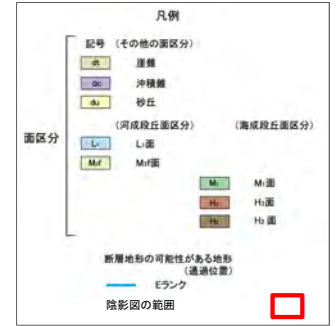 凡例
記号 (その他の面区分)
dt 崖錐
ac 沖積錐
du 砂丘
面区分
(河成段丘面区分) (海成段丘面区分)
L₁ L₁面
M₂f M₂f面
M₁ M₁面
H₃ H₃面
H₂ H₂面
断層地形の可能性がある地形
(通過位置)
Eランク
陰影図の範囲